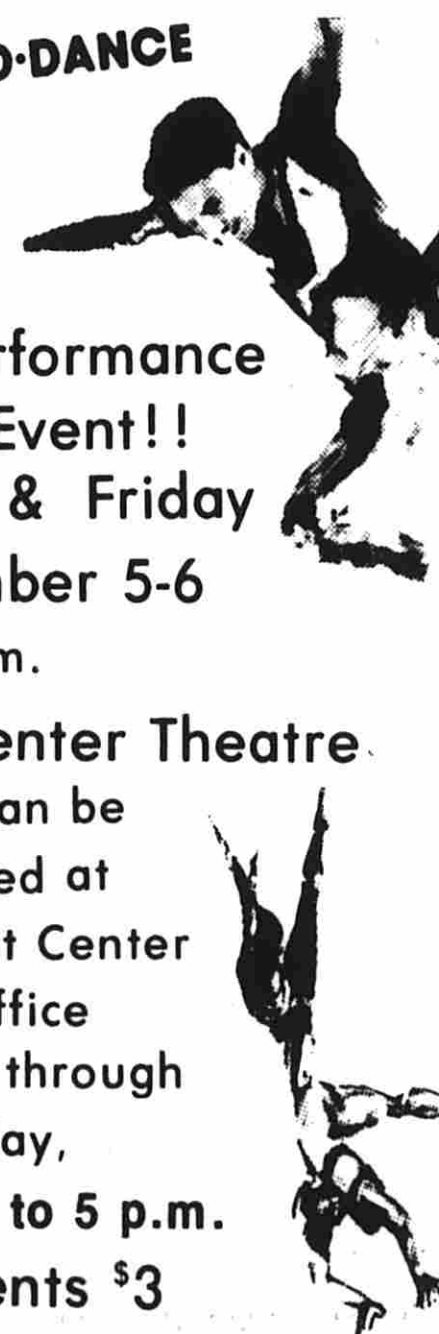 O·DANCE
rformance
Event!!
& Friday
ber 5-6
m.
enter Theatre
an be
ed at
t Center
ffice
through
ay,
to 5 p.m.
ents $3